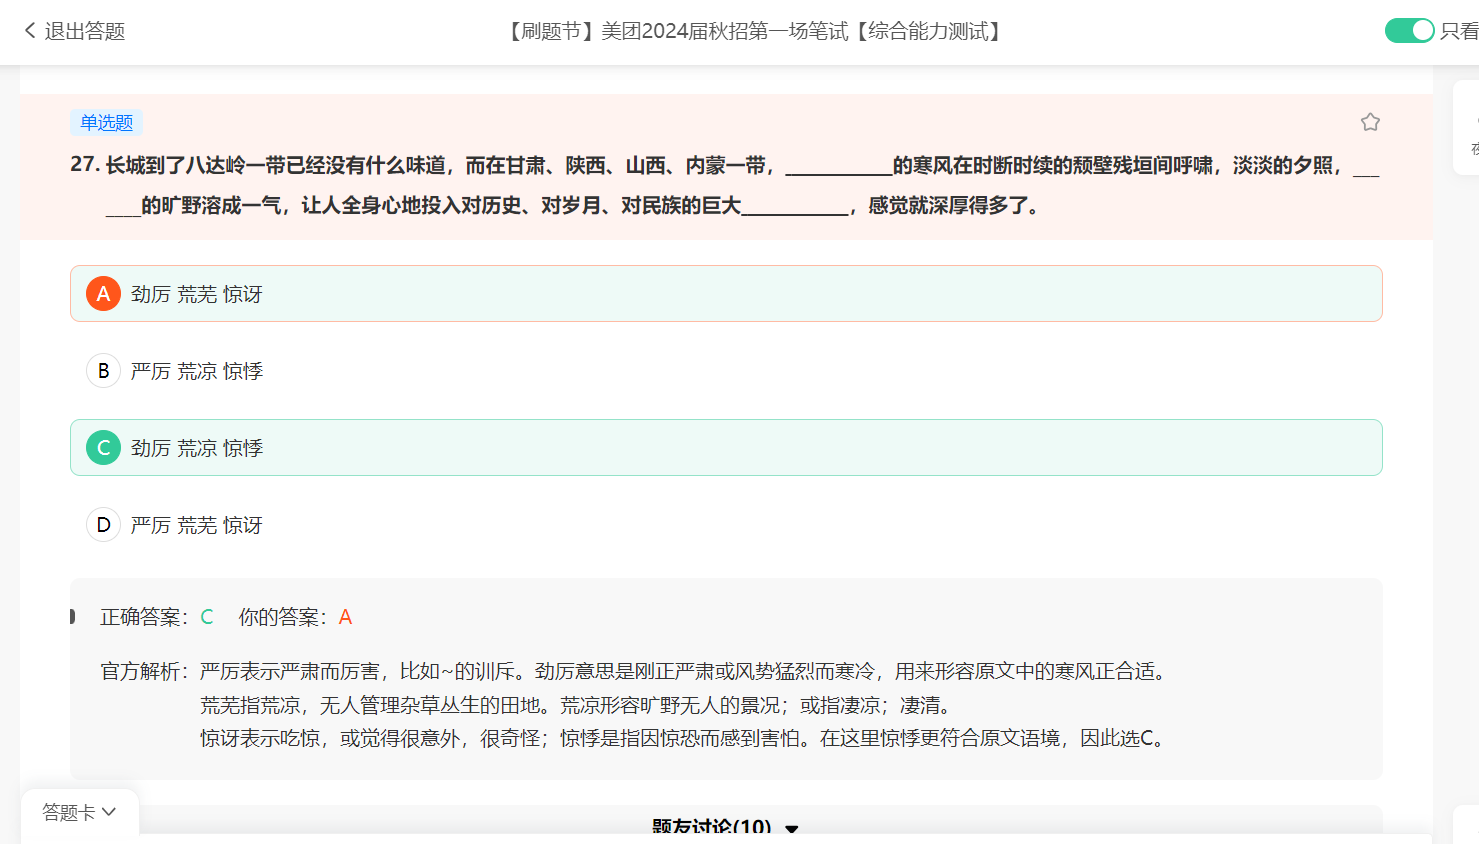 退出答题
【刷题节】美团2024届秋招第一场笔试【综合能力测试】
只看
单选题
27. 长城到了八达岭一带已经没有什么味道，而在甘肃、陕西、山西、内蒙一带，__________的寒风在时断时续的颓壁残垣间呼啸，淡淡的夕照，___
____的旷野溶成一气，让人全身心地投入对历史、对岁月、对民族的巨大__________，感觉就深厚得多了。
A 劲厉 荒芜 惊讶
B 严厉 荒凉 惊悸
C 劲厉 荒凉 惊悸
D 严厉 荒芜 惊讶
正确答案：C 你的答案：A
官方解析：严厉表示严肃而厉害，比如~的训斥。劲厉意思是刚正严肃或风势猛烈而寒冷，用来形容原文中的寒风正合适。
荒芜指荒凉，无人管理杂草丛生的田地。荒凉形容旷野无人的景况；或指凄凉；凄清。
惊讶表示吃惊，或觉得很意外，很奇怪；惊悸是指因惊恐而感到害怕。在这里惊悸更符合原文语境，因此选C。
答题卡
题友讨论(10)